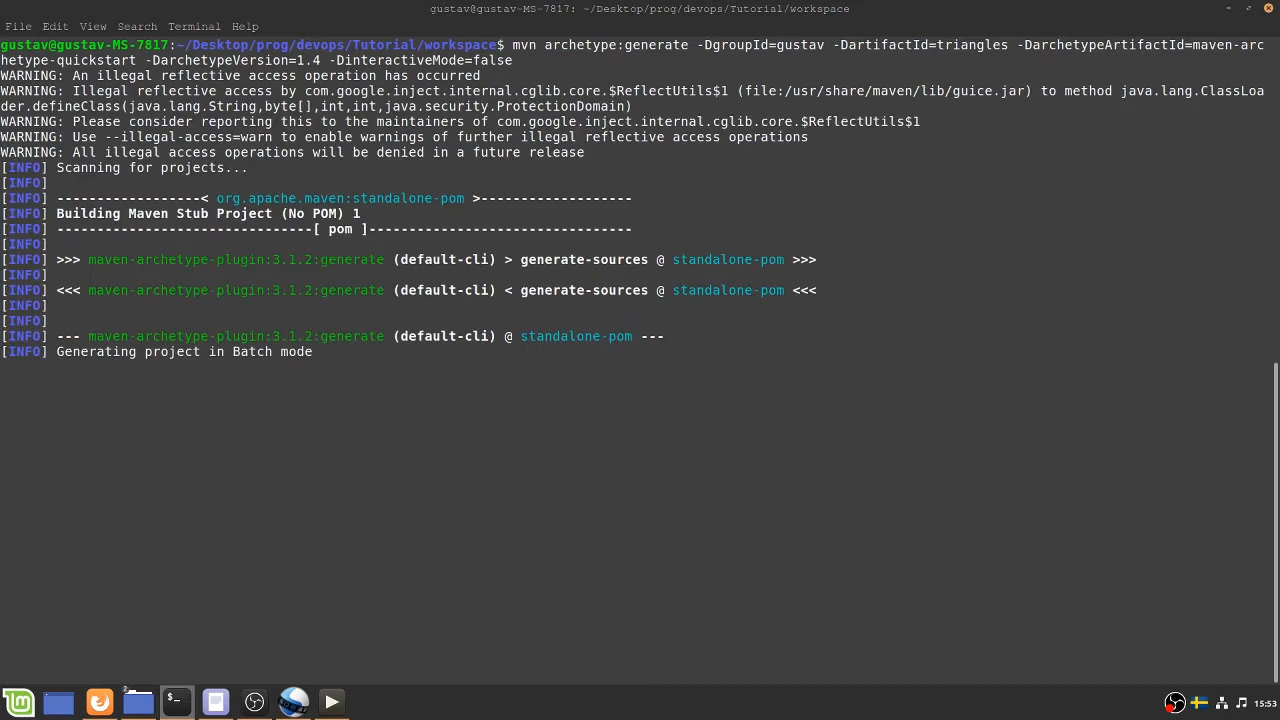 gustav@gustav-MS-7817: ~/Desktop/prog/devops/Tutorial/workspace
File Edit View Search Terminal Help
gustav@gustav-MS-7817:~/Desktop/prog/devops/Tutorial/workspace$ mvn archetype:generate -DgroupId=gustav -DartifactId=triangles -DarchetypeArtifactId=maven-arc
hetype-quickstart -DarchetypeVersion=1.4 -DinteractiveMode=false
WARNING: An illegal reflective access operation has occurred
WARNING: Illegal reflective access by com.google.inject.internal.cglib.core.$ReflectUtils$1 (file:/usr/share/maven/lib/guice.jar) to method java.lang.ClassLoa
der.defineClass(java.lang.String,byte[],int,int,java.security.ProtectionDomain)
WARNING: Please consider reporting this to the maintainers of com.google.inject.internal.cglib.core.$ReflectUtils$1
WARNING: Use --illegal-access=warn to enable warnings of further illegal reflective access operations
WARNING: All illegal access operations will be denied in a future release
[INFO] Scanning for projects...
[INFO]
[INFO] ------------------< org.apache.maven:standalone-pom >-------------------
[INFO] Building Maven Stub Project (No POM) 1
[INFO] --------------------------------[ pom ]---------------------------------
[INFO]
[INFO] >>> maven-archetype-plugin:3.1.2:generate (default-cli) > generate-sources @ standalone-pom >>>
[INFO]
[INFO] <<< maven-archetype-plugin:3.1.2:generate (default-cli) < generate-sources @ standalone-pom <<<
[INFO]
[INFO]
[INFO] --- maven-archetype-plugin:3.1.2:generate (default-cli) @ standalone-pom ---
[INFO] Generating project in Batch mode
2
15:53